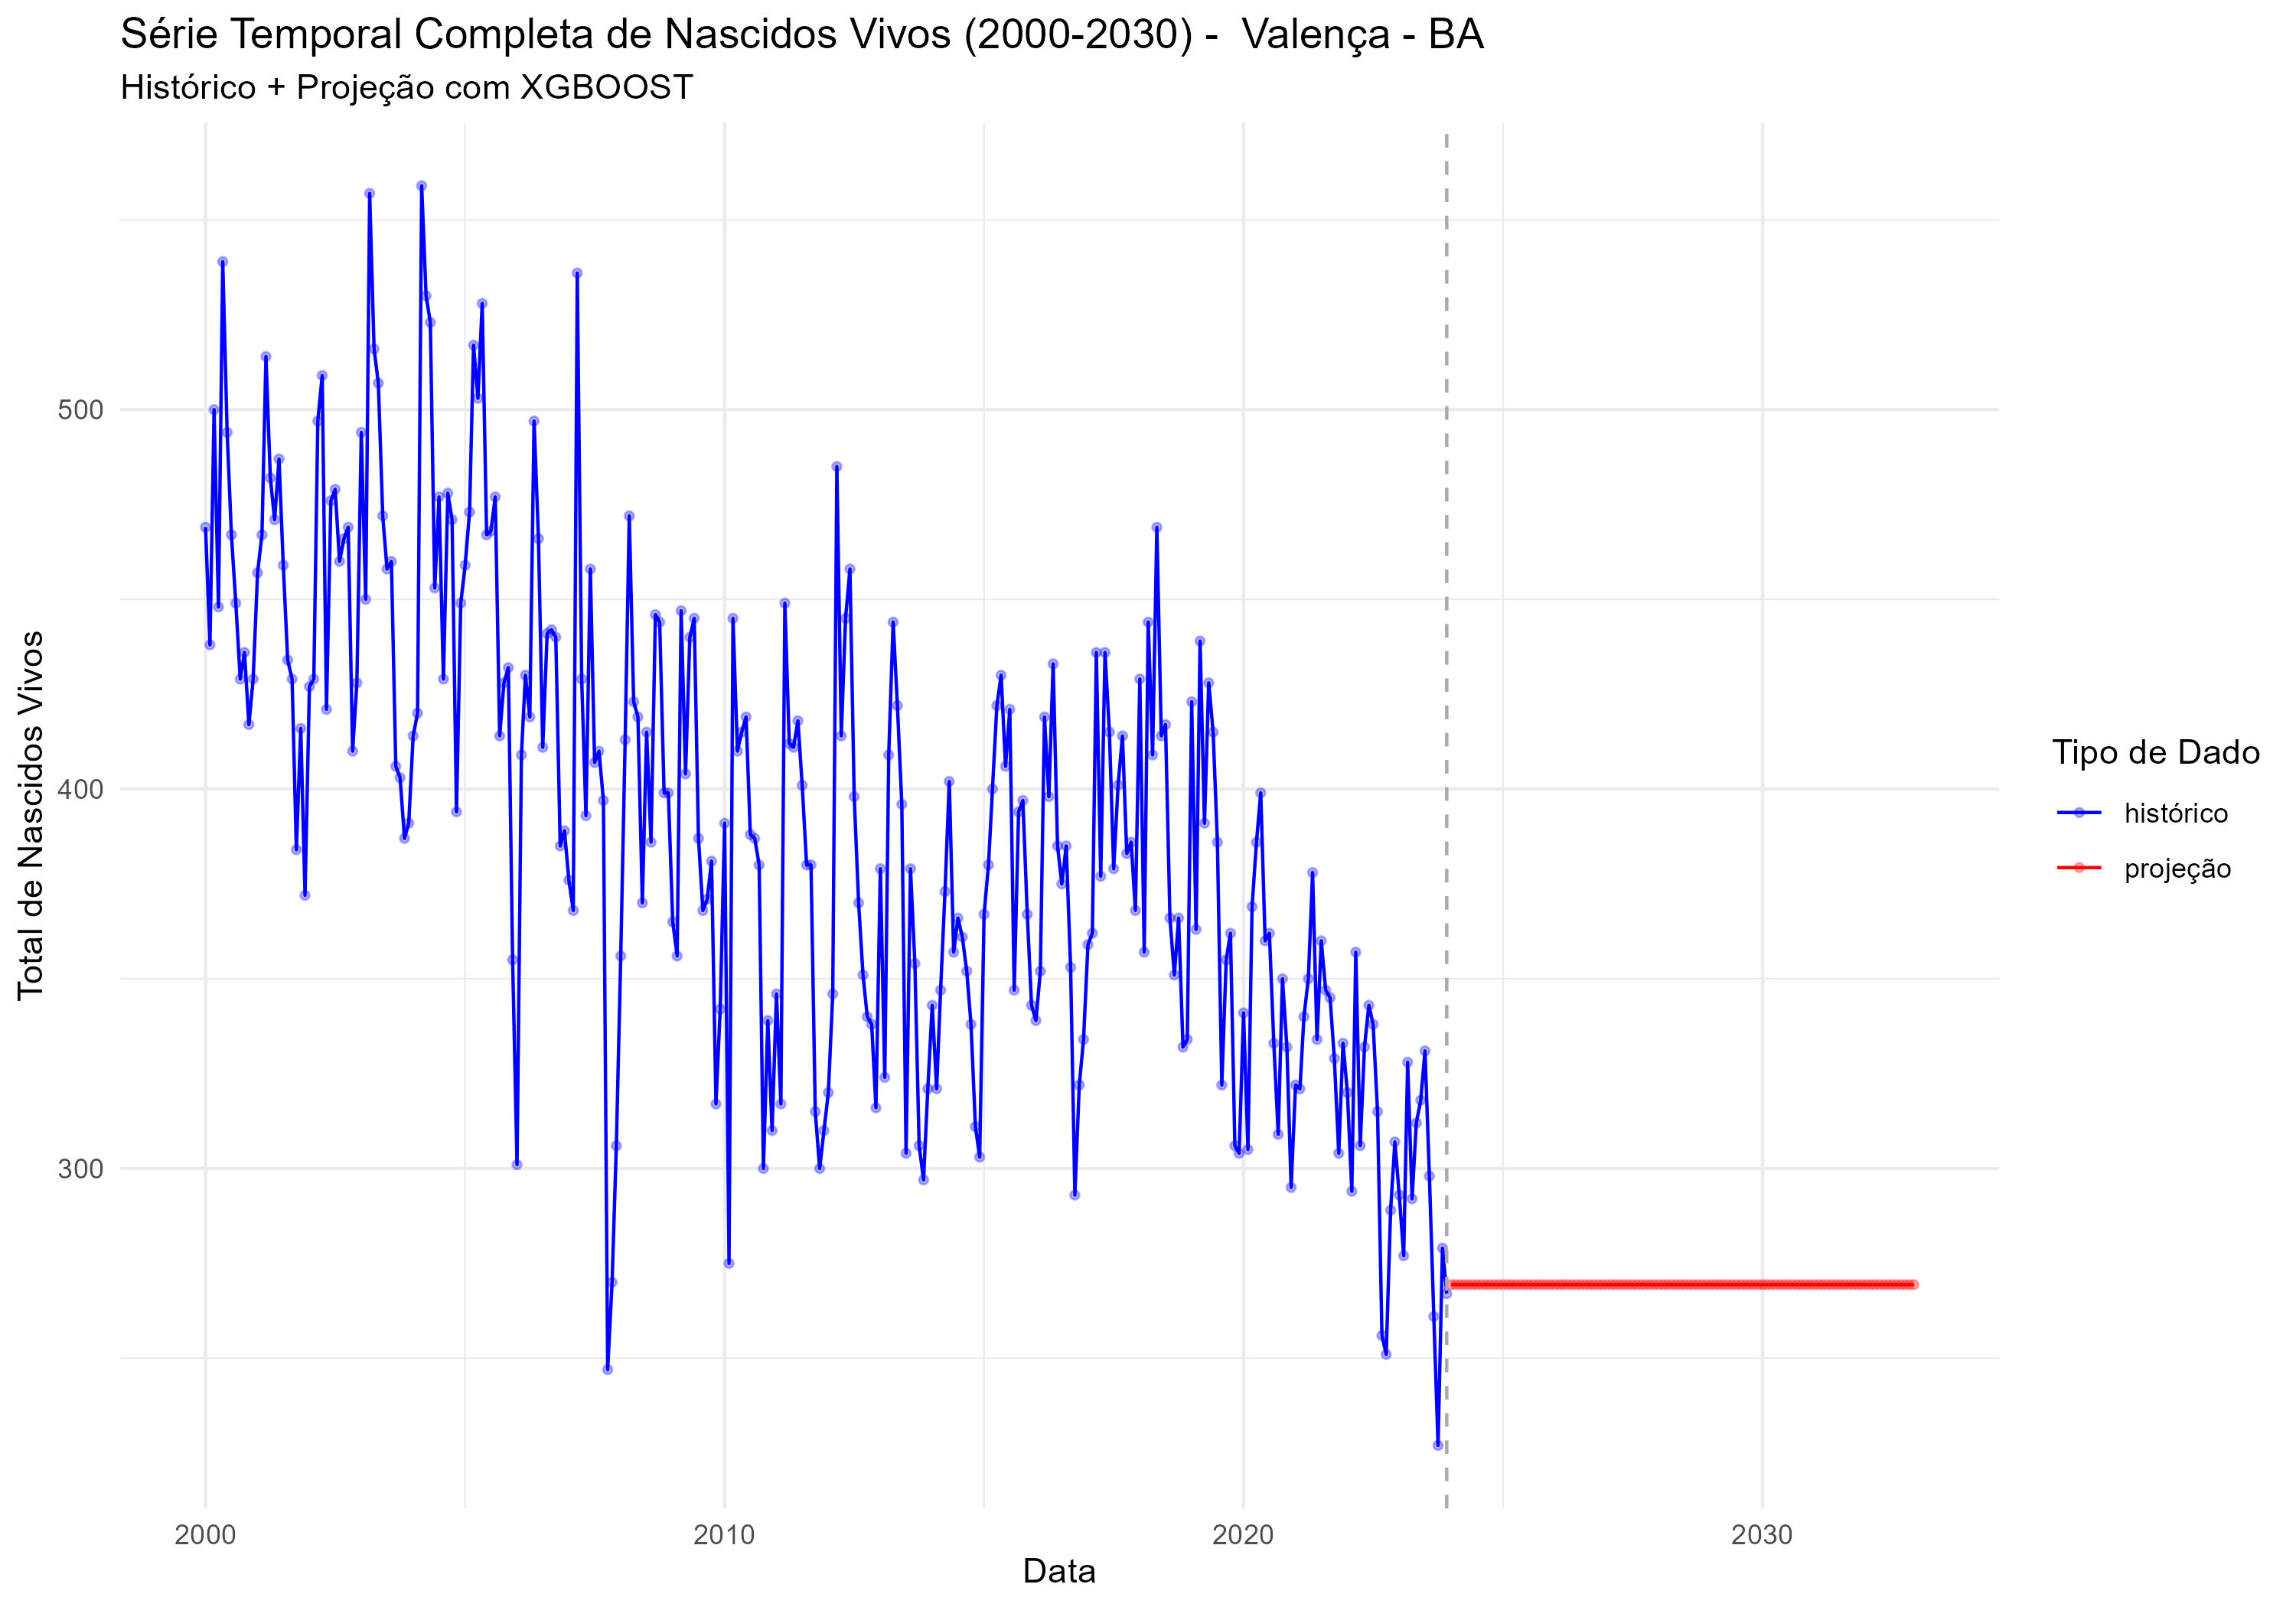 Série Temporal Completa de Nascidos Vivos (2000-2030) -  Valença - BA
Histórico + Projeção com XGBOOST
Total de Nascidos Vivos
500
400
300
2000
2010
2020
2030
Data
Tipo de Dado
histórico
projeção